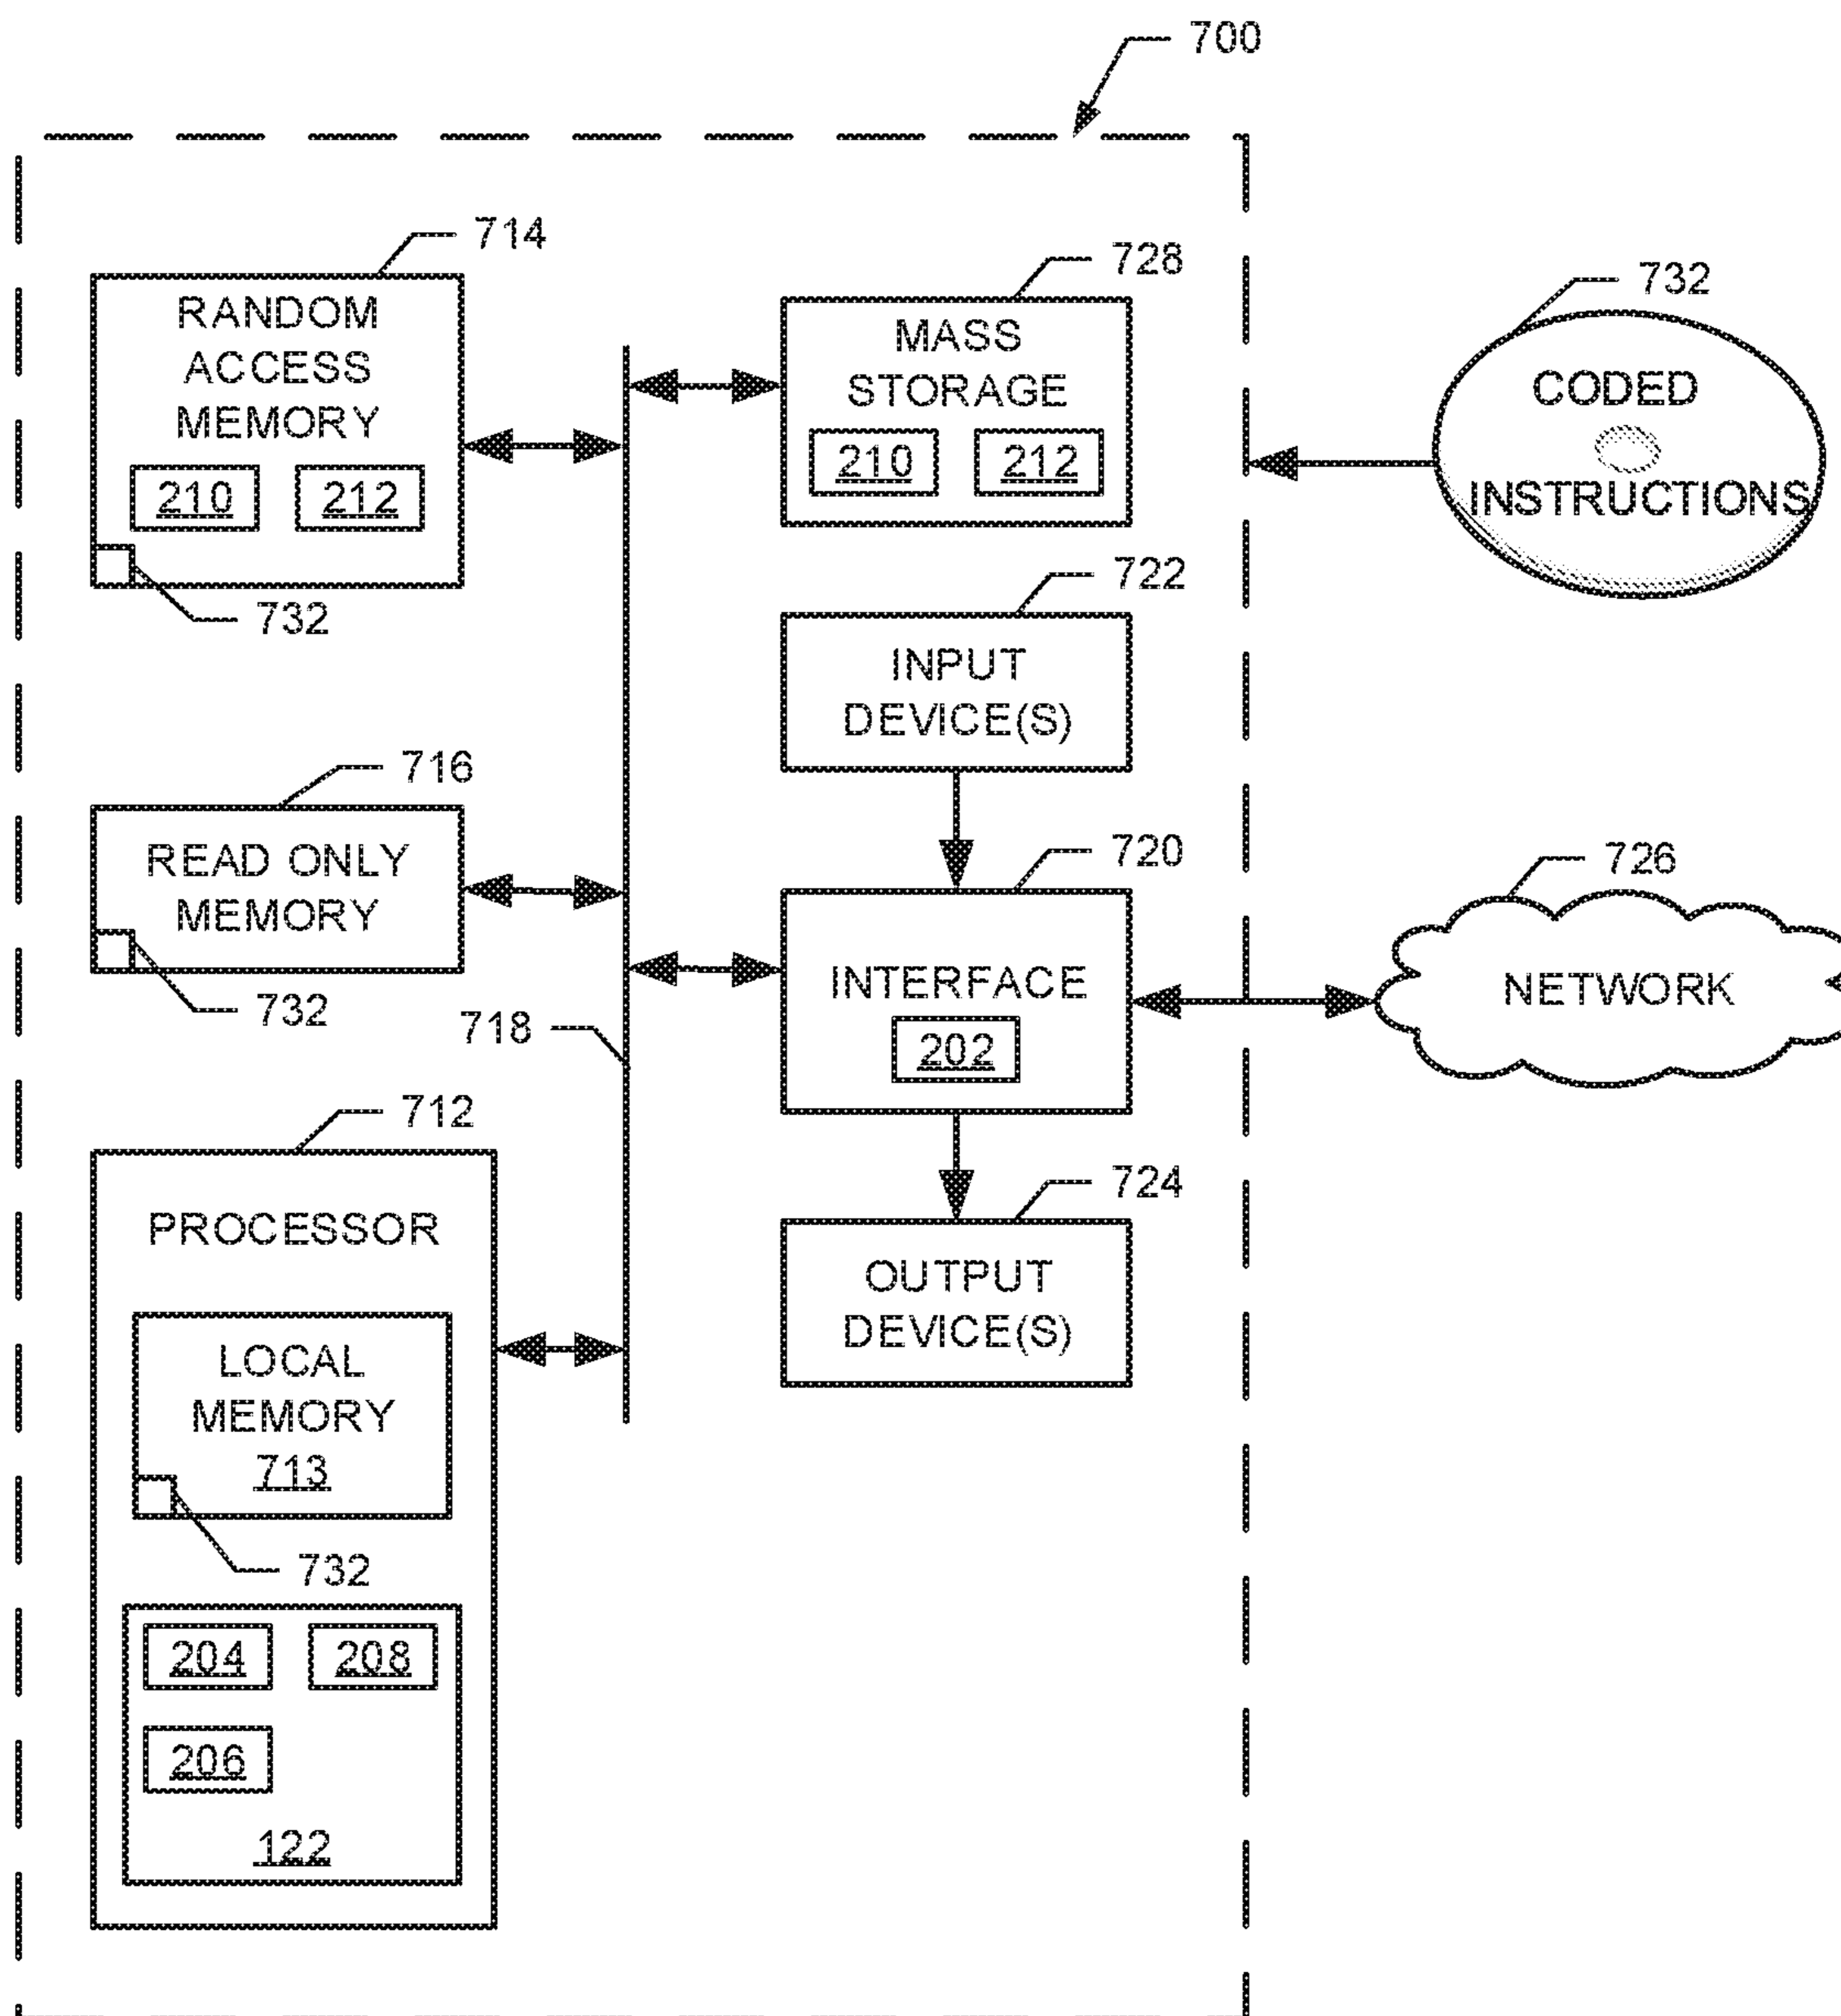 700
714
RANDOM
ACCESS
MEMORY
210 212
732
728
MASS
STORAGE
210 212
732
CODED
INSTRUCTIONS
722
INPUT
DEVICE(S)
716
READ ONLY
MEMORY
732
720
INTERFACE
202
726
NETWORK
718
712
PROCESSOR
LOCAL
MEMORY
713
732
204 208
206
122
724
OUTPUT
DEVICE(S)